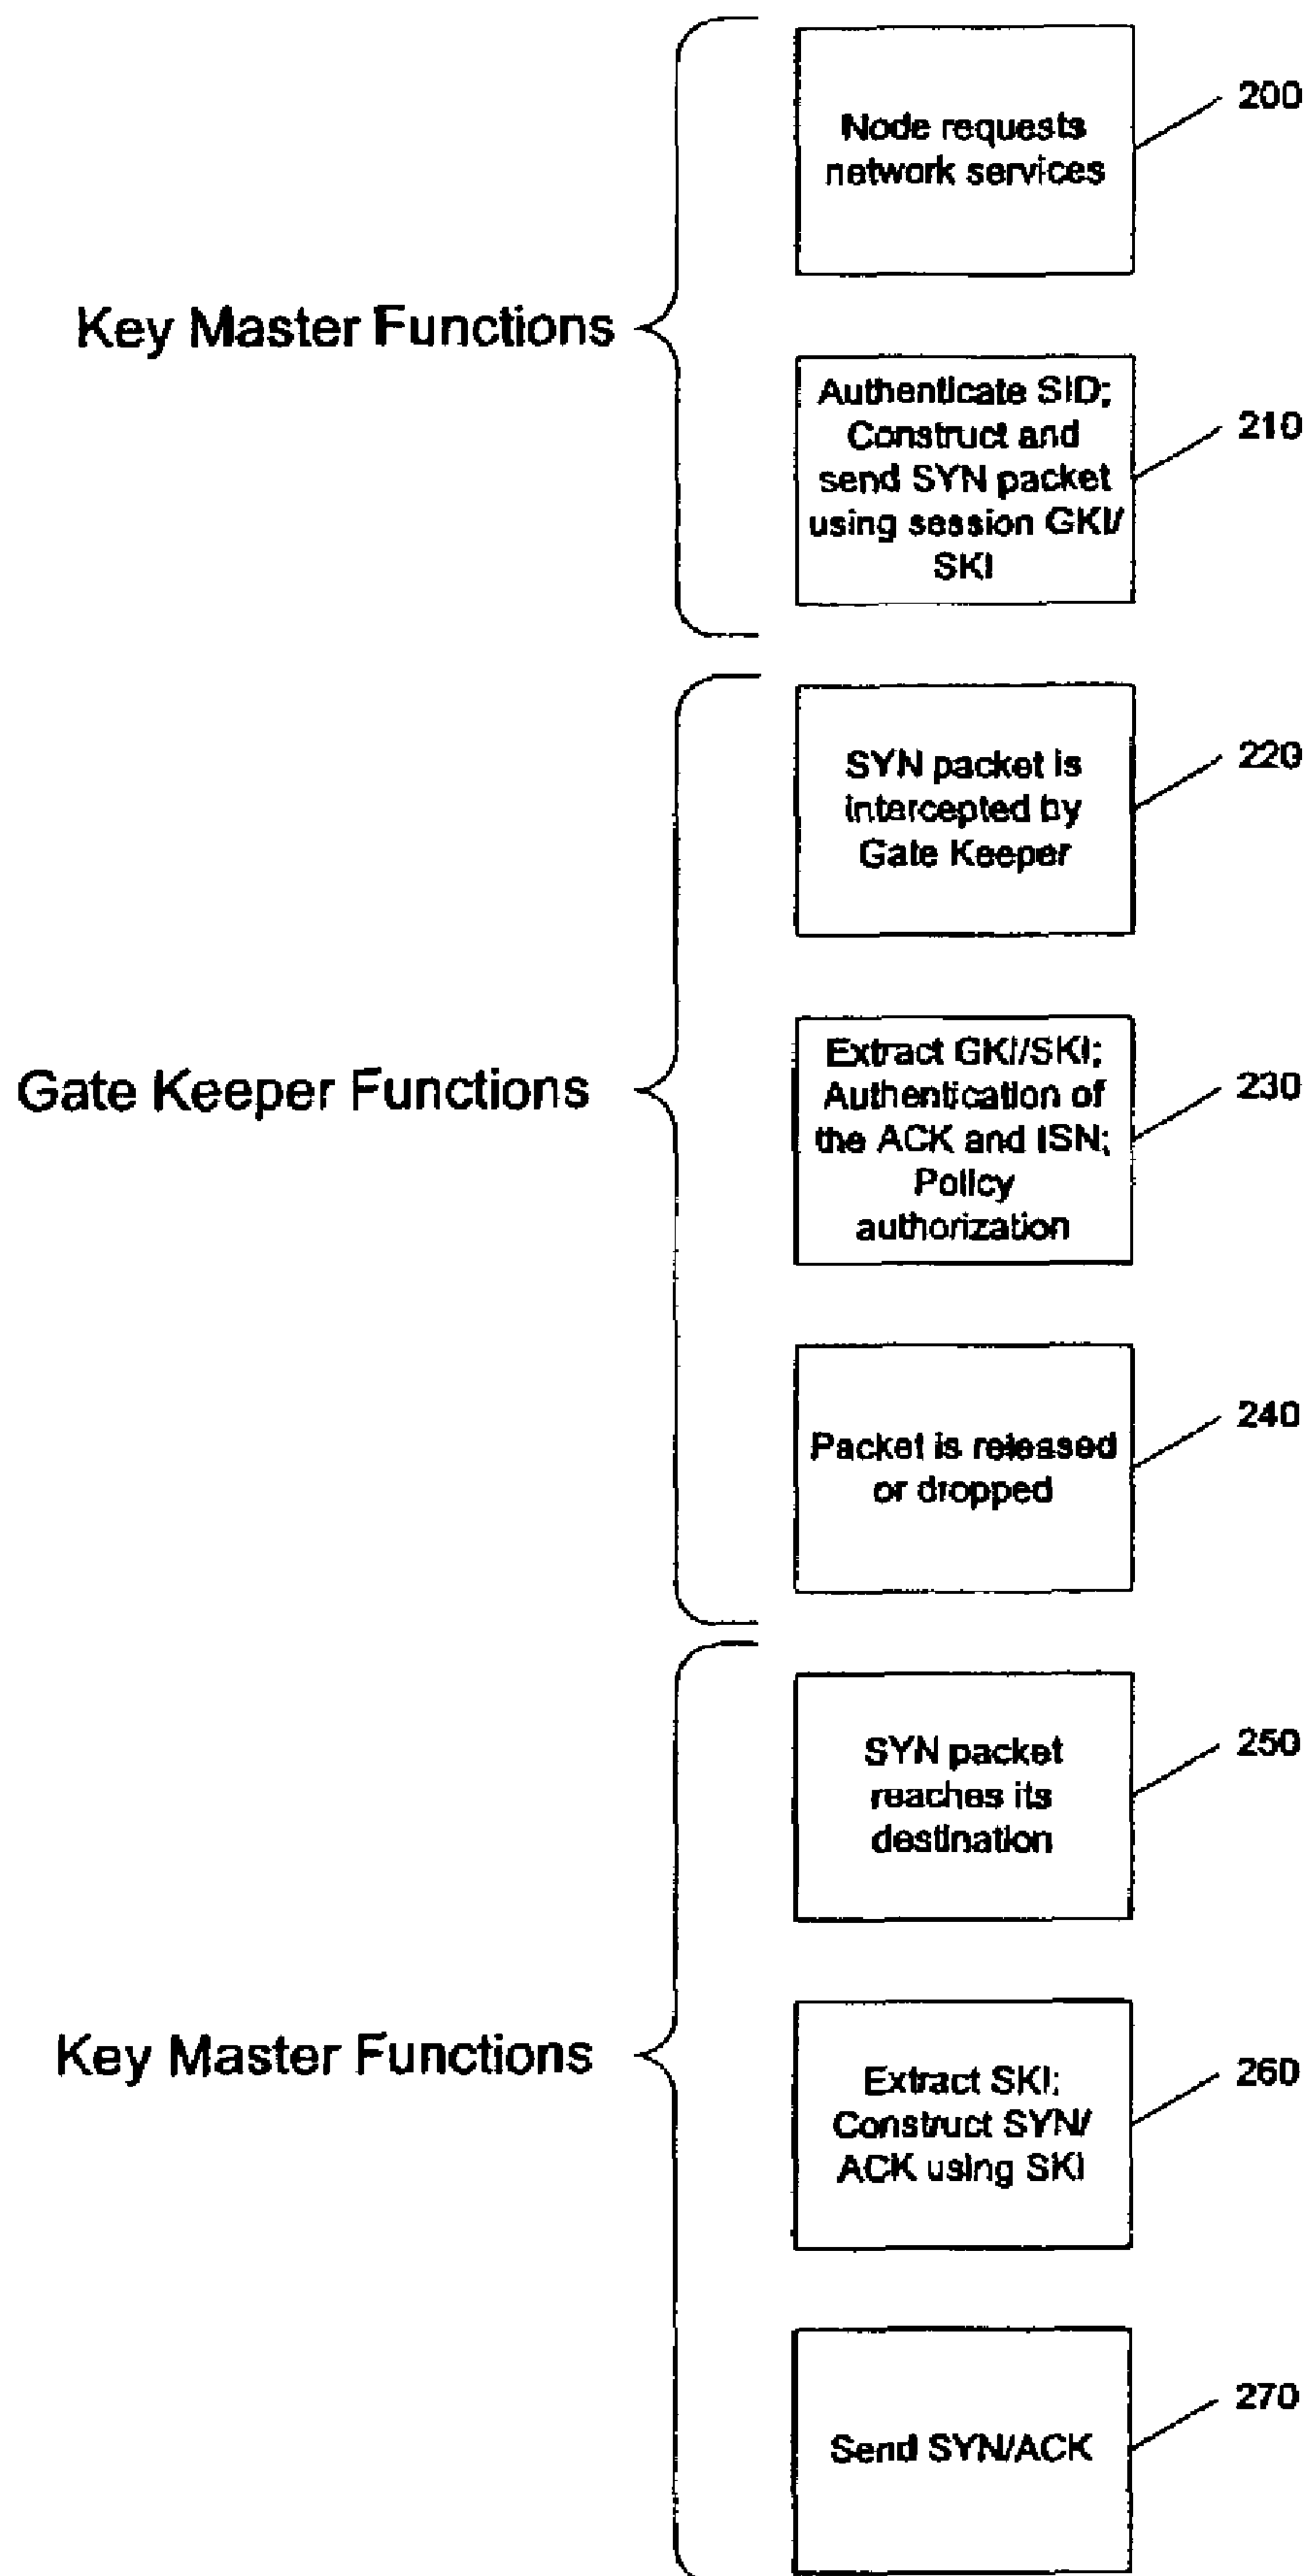 Node requests
network services
200
Key Master Functions
Authenticate SID;
Construct and
send SYN packet
using session GKI/
SKI
210
SYN packet is
intercepted by
Gate Keeper
220
Gate Keeper Functions
Extract GKI/SKI;
Authentication of
the ACK and ISN;
Policy
authorization
230
Packet is released
or dropped
240
SYN packet
reaches its
destination
250
Key Master Functions
Extract SKI;
Construct SYN/
ACK using SKI
260
Send SYN/ACK
270